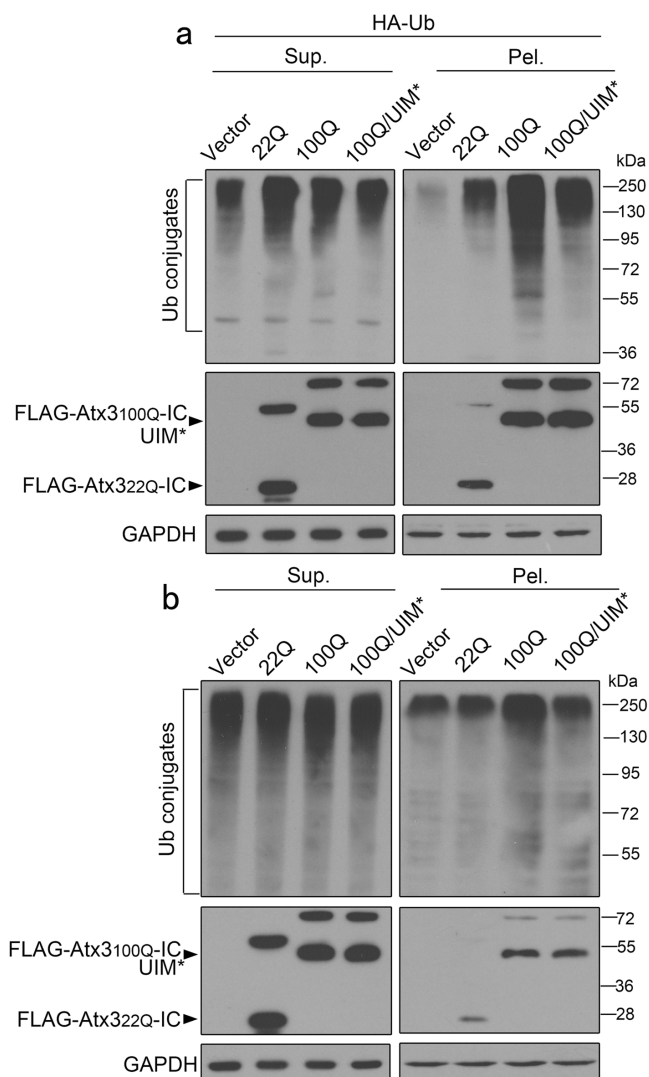 a
HA-Ub
Sup. Pel.
Vector 22Q 100Q 100Q/UIM* Vector 22Q 100Q 100Q/UIM*
kDa
Ub conjugates
250
130
95
72
55
36
72
55
36
28
FLAG-Atx3100Q-IC
UIM*
FLAG-Atx322Q-IC
GAPDH
b
Sup. Pel.
Vector 22Q 100Q 100Q/UIM* Vector 22Q 100Q 100Q/UIM*
kDa
Ub conjugates
250
130
95
72
55
72
55
36
28
FLAG-Atx3100Q-IC
UIM*
FLAG-Atx322Q-IC
GAPDH